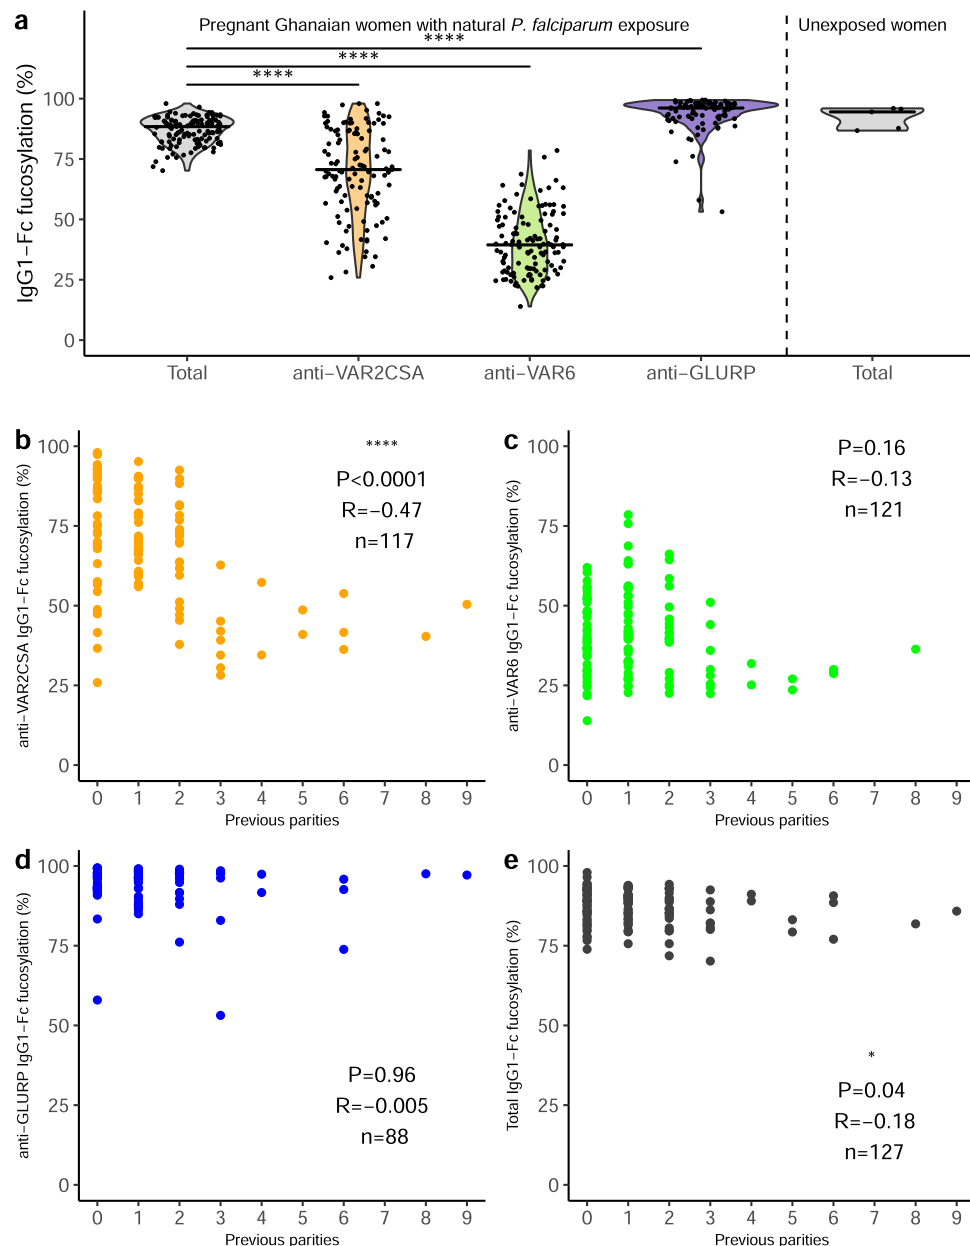 a
Pregnant Ghanaian women with natural P. falciparum exposure
Unexposed women
****
****
****
IgG1−Fc fucosylation (%)
100
75
50
25
0
Total
anti−VAR2CSA
anti−VAR6
anti−GLURP
Total
b
anti−VAR2CSA IgG1−Fc fucosylation (%)
100
75
50
25
0
****
P<0.0001
R=−0.47
n=117
0 1 2 3 4 5 6 7 8 9
Previous parities
c
anti−VAR6 IgG1−Fc fucosylation (%)
100
75
50
25
0
P=0.16
R=−0.13
n=121
0 1 2 3 4 5 6 7 8 9
Previous parities
d
anti−GLURP IgG1−Fc fucosylation (%)
100
75
50
25
0
P=0.96
R=−0.005
n=88
0 1 2 3 4 5 6 7 8 9
Previous parities
e
Total IgG1−Fc fucosylation (%)
100
75
50
25
0
*
P=0.04
R=−0.18
n=127
0 1 2 3 4 5 6 7 8 9
Previous parities